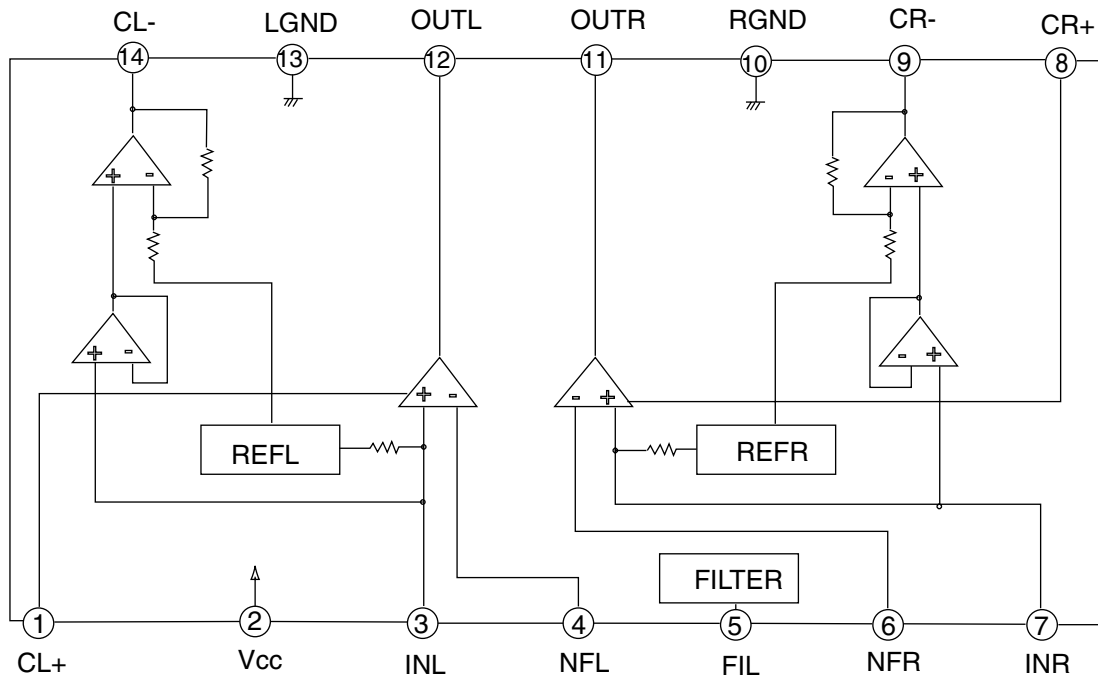 CL- LGND OUTL OUTR RGND CR- CR+
14 13 12 11 10 9 8
+ - - +
+ - - +
+ - - +
REFL REFR
FILTER
1 2 3 4 5 6 7
CL+ Vcc INL NFL FIL NFR INR